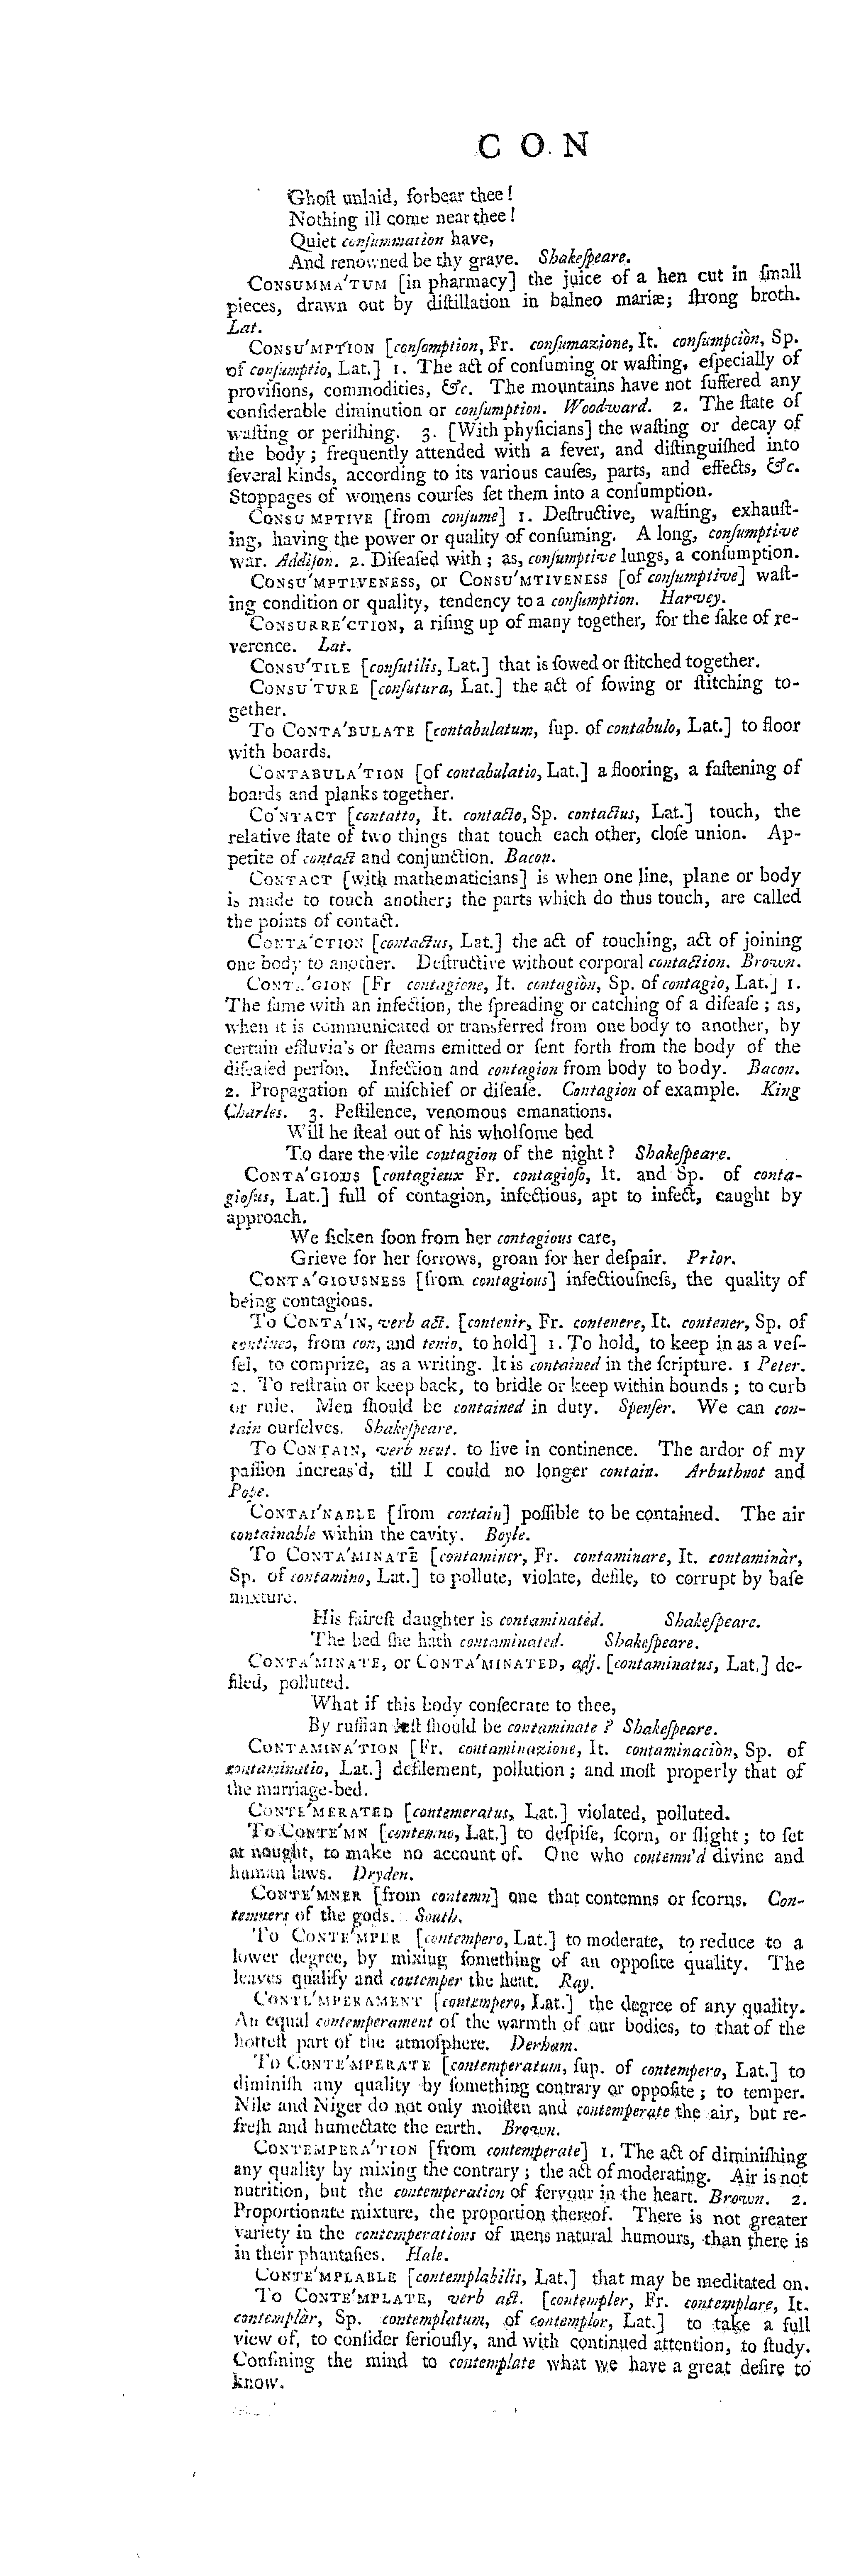 C O N
Ghoſt unlaid, forbear thee!
Nothing ill come near thee!
Quiet conſummation have,
And renowned be thy grave. Shakeſpeare.
CONSUMMA'TUM [in pharmacy] the juice of a hen cut in ſmall
pieces, drawn out by diſtillation in balneo mariæ; ſtrong broth.
Lat.
CONSU'MPTION [conſomption, Fr. conſumazione, It. conſumpciòn, Sp.
of conſumptio, Lat.] 1. The act of conſuming or waſting, eſpecially of
proviſions, commodities, &c. The mountains have not ſuffered any
conſiderable diminution or conſumption. Woodward. 2. The ſtate of
waſting or periſhing. 3. [With phyſicians] the waſting or decay of
the body; frequently attended with a fever, and diſtinguiſhed into
ſeveral kinds, according to its various cauſes, parts, and effects, &c.
Stoppages of womens courſes ſet them into a conſumption.
CONSUMPTIVE [from conſume] 1. Deſtructive, waſting, exhauſt-
ing, having the power or quality of conſuming. A long, conſumptive
war. Addiſon. 2. Diſeaſed with; as, conſumptive lungs, a conſumption.
CONSU'MPTIVENESS, or CONSU'MTIVENESS [of conſumptive] waſt-
ing condition or quality, tendency to a conſumption. Harvey.
CONSURRE'CTION, a riſing up of many together, for the ſake of re-
verence. Lat.
CONSU'TILE [conſutilis, Lat.] that is ſowed or ſtitched together.
CONSU'TURE [conſutura, Lat.] the act of ſowing or ſtitching to-
gether.
To CONTA'BULATE [contabulatum, ſup. of contabulo, Lat.] to floor
with boards.
CONTABULA'TION [of contabulatio, Lat.] a flooring, a faſtening of
boards and planks together.
CO'NTACT [contatto, It. contacto, Sp. contactus, Lat.] touch, the
relative ſtate of two things that touch each other, cloſe union. Ap-
petite of contact and conjunction. Bacon.
CONTACT [with mathematicians] is when one line, plane or body
is made to touch another; the parts which do thus touch, are called
the points of contact.
CONTA'CTION [contactus, Lat.] the act of touching, act of joining
one body to another. Deſtructive without corporal contaction. Brown.
CONTA'GION [Fr contagione, It. contagiòn, Sp. of contagio, Lat.] 1.
The ſame with an infection, the ſpreading or catching of a diſeaſe; as,
when it is communicated or transferred from one body to another, by
certain effluvia's or ſteams emitted or ſent forth from the body of the
diſeaſed perſon. Infection and contagion from body to body. Bacon.
2. Propagation of miſchief or diſeaſe. Contagion of example. King
Charles. 3. Peſtilence, venomous emanations.
Will he ſteal out of his wholſome bed
To dare the vile contagion of the night? Shakeſpeare.
CONTA'GIOUS [contagieux Fr. contagioſo, It. and Sp. of conta-
gioſus, Lat.] full of contagion, infectious, apt to infect, caught by
approach.
We ſicken ſoon from her contagious care,
Grieve for her ſorrows, groan for her deſpair. Prior.
CONTA'GIOUSNESS [from contagious] infectiouſneſs, the quality of
being contagious.
To CONTA'IN, verb act. [contenir, Fr. contenere, It. contener, Sp. of
contineo, from con, and tenio, to hold] 1. To hold, to keep in as a veſ-
ſel, to comprize, as a writing. It is contained in the ſcripture. 1 Peter.
2. To reſtrain or keep back, to bridle or keep within bounds; to curb
or rule. Men ſhould be contained in duty. Spenſer. We can con-
tain ourſelves. Shakeſpeare.
To CONTAIN, verb neut. to live in continence. The ardor of my
paſſion increas'd, till I could no longer contain. Arbuthnot and
Pope.
CONTAI'NABLE [from contain] poſſible to be contained. The air
containable within the cavity. Boyle.
To CONTA'MINATE [contaminer, Fr. contaminare, It. contaminàr,
Sp. of contamino, Lat.] to pollute, violate, defile, to corrupt by baſe
mixture.
His faireſt daughter is contaminated. Shakeſpeare.
The bed ſhe hath contaminated. Shakeſpeare.
CONTA'MINATE, or CONTA'MINATED, adj. [contaminatus, Lat.] de-
filed, polluted.
What if this body conſecrate to thee,
By ruffian luſt ſhould be contaminate? Shakeſpeare.
CONTAMINA'TION [Fr. contaminazione, It. contaminaciòn, Sp. of
contaminatio, Lat.] defilement, pollution; and moſt properly that of
the marriage-bed.
CONTE'MERATED [contemeratus, Lat.] violated, polluted.
To CONTE'MN [contemno, Lat.] to deſpiſe, ſcorn, or ſlight; to ſet
at nought, to make no account of. One who contemn'd divine and
human laws. Dryden.
CONTE'MNER [from contemn] one that contemns or ſcorns. Con-
temners of the gods. South.
To CONTE'MPER [contempero, Lat.] to moderate, to reduce to a
lower degree, by mixing ſomething of an oppoſite quality. The
leaves qualify and contemper the heat. Ray.
CONTE'MPERAMENT [contempero, Lat.] the degree of any quality.
An equal contemperament of the warmth of our bodies, to that of the
hotteſt part of the atmoſphere. Derham.
To CONTE'MPERATE [contemperatum, ſup. of contempero, Lat.] to
diminiſh any quality by ſomething contrary or oppoſite; to temper.
Nile and Niger do not only moiſten and contemperate the air, but re-
freſh and humectate the earth. Brown.
CONTEMPERA'TION [from contemperate] 1. The act of diminiſhing
any quality by mixing the contrary; the act of moderating. Air is not
nutrition, but the contemperation of fervour in the heart. Brown. 2.
Proportionate mixture, the proportion thereof. There is not greater
variety in the contemperations of mens natural humours, than there is
in their phantaſies. Hale.
CONTE'MPLABLE [contemplabilis, Lat.] that may be meditated on.
To CONTE'MPLATE, verb act. [contempler, Fr. contemplare, It.
contemplàr, Sp. contemplatum, of contemplor, Lat.] to take a full
view of, to conſider ſeriouſly, and with continued attention, to ſtudy.
Confining the mind to contemplate what we have a great deſire to
know.